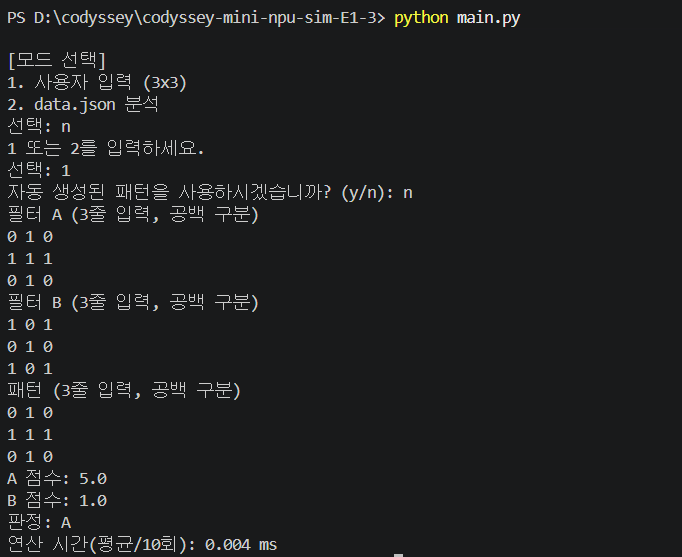 PS D:\codyssey\codyssey-mini-npu-sim-E1-3> python main.py
[모드 선택]
1. 사용자 입력 (3x3)
2. data.json 분석
선택: n
1 또는 2를 입력하세요.
선택: 1
자동 생성된 패턴을 사용하시겠습니까? (y/n): n
필터 A (3줄 입력, 공백 구분)
0 1 0
1 1 1
0 1 0
필터 B (3줄 입력, 공백 구분)
1 0 1
0 1 0
1 0 1
패턴 (3줄 입력, 공백 구분)
0 1 0
1 1 1
0 1 0
A 점수: 5.0
B 점수: 1.0
판정: A
연산 시간(평균/10회): 0.004 ms